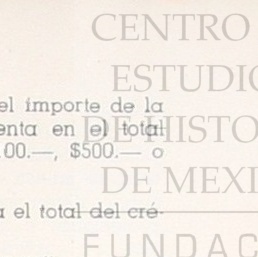 CENTRO
ESTUDIO
el importe de la
enta en el total
DE HISTO
00.—, $500.— o
DE MEXI
a el total del cré-
FUNDAC